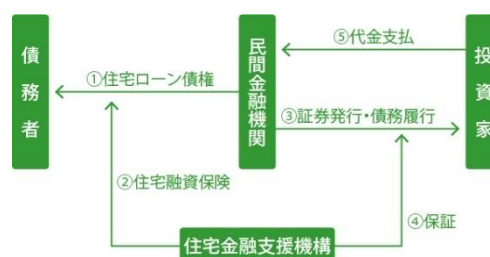 債務者
民間金融機関
投資家
⑤代金支払
①住宅ローン債権
③証券発行・債務履行
②住宅融資保険
④保証
住宅金融支援機構